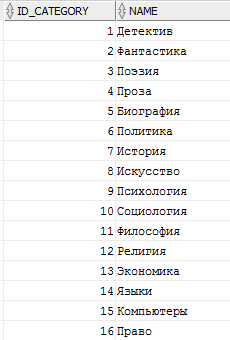 ID_CATEGORY NAME
1 Детектив
2 Фантастика
3 Поэзия
4 Проза
5 Биография
6 Политика
7 История
8 Искусство
9 Психология
10 Социология
11 Философия
12 Религия
13 Экономика
14 Языки
15 Компьютеры
16 Право